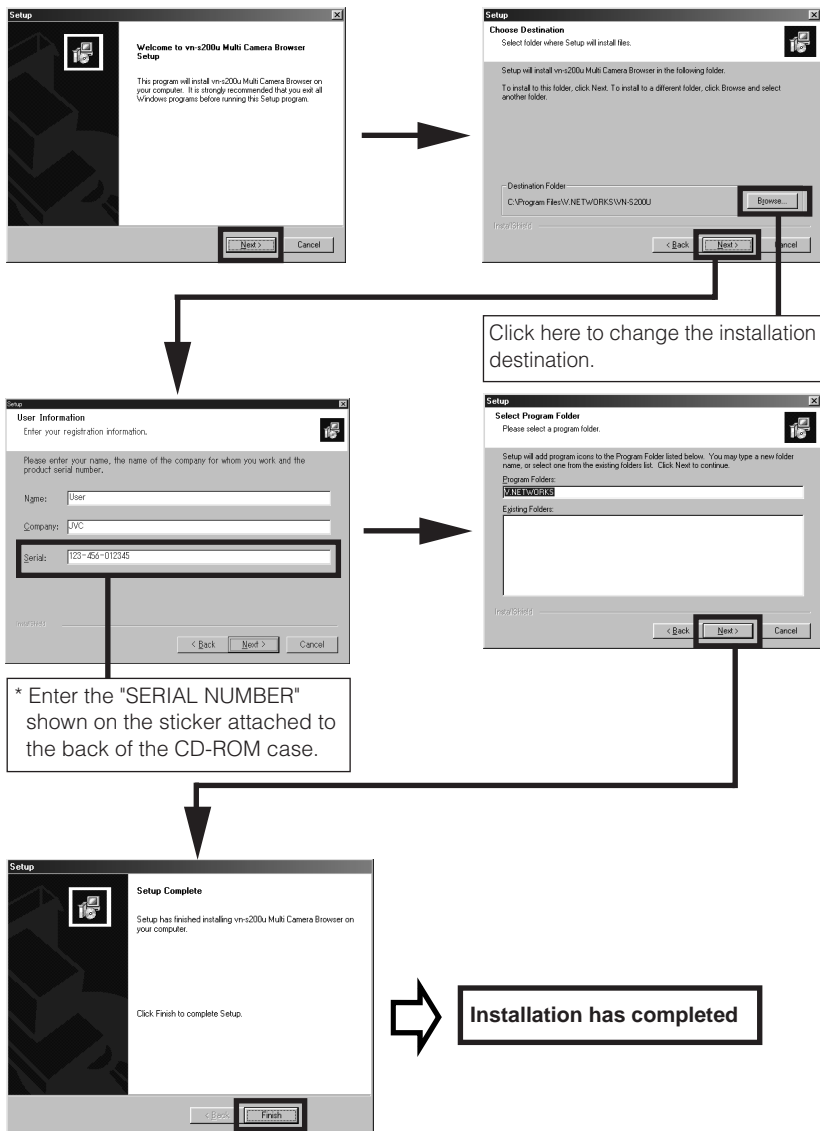 Setup
Welcome to vn-s200u Multi Camera Browser
Setup
This program will install vn-s200u Multi Camera Browser on
your computer. It is strongly recommended that you exit all
Windows programs before running this Setup program.
Next >
Cancel
Setup
Choose Destination
Select folder where Setup will install files.
Setup will install vn-s200u Multi Camera Browser in the following folder.
To install to this folder, click Next. To install to a different folder, click Browse and select
another folder.
Destination Folder
C:\Program Files\V.NETWORKS\VN-S200U
Browse...
InstallShield
< Back
Next >
Cancel
Click here to change the installation
destination.
Setup
User Information
Enter your registration information.
Please enter your name, the name of the company for whom you work and the
product serial number.
Name:
User
Company:
JVC
Serial:
123-456-012345
InstallShield
< Back
Next >
Cancel
* Enter the "SERIAL NUMBER"
shown on the sticker attached to
the back of the CD-ROM case.
Setup
Select Program Folder
Please select a program folder.
Setup will add program icons to the Program Folder listed below. You may type a new folder
name, or select one from the existing folders list. Click Next to continue.
Program Folders:
V.NETWORKS
Existing Folders:
InstallShield
< Back
Next >
Cancel
Setup
Setup Complete
Setup has finished installing vn-s200u Multi Camera Browser on
your computer.
Click Finish to complete Setup.
< Back
Finish
Installation has completed